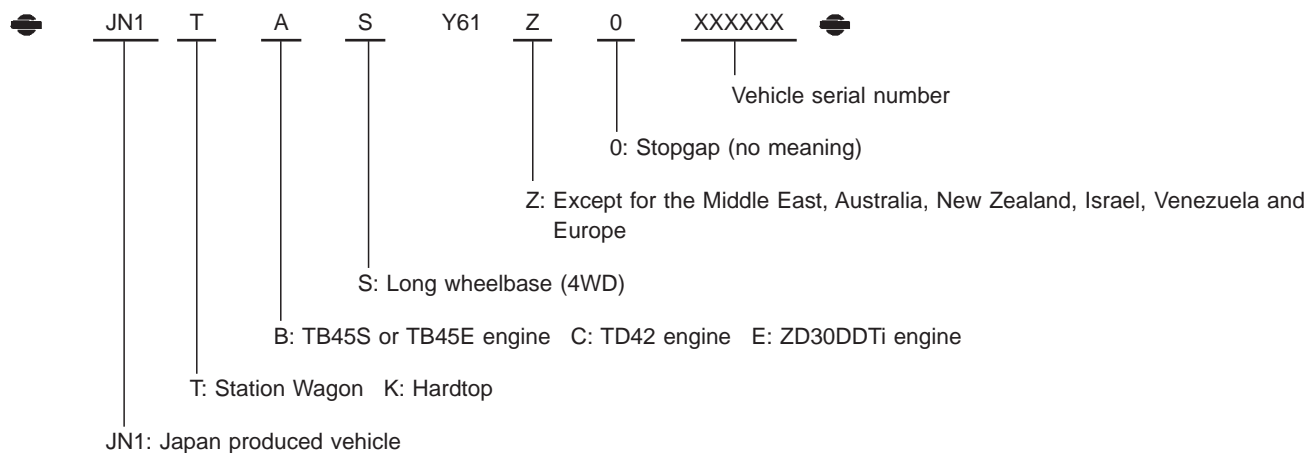 JN1 T A S Y61 Z 0 XXXXXX
Vehicle serial number
0: Stopgap (no meaning)
Z: Except for the Middle East, Australia, New Zealand, Israel, Venezuela and
Europe
S: Long wheelbase (4WD)
B: TB45S or TB45E engine C: TD42 engine E: ZD30DDTi engine
T: Station Wagon K: Hardtop
JN1: Japan produced vehicle